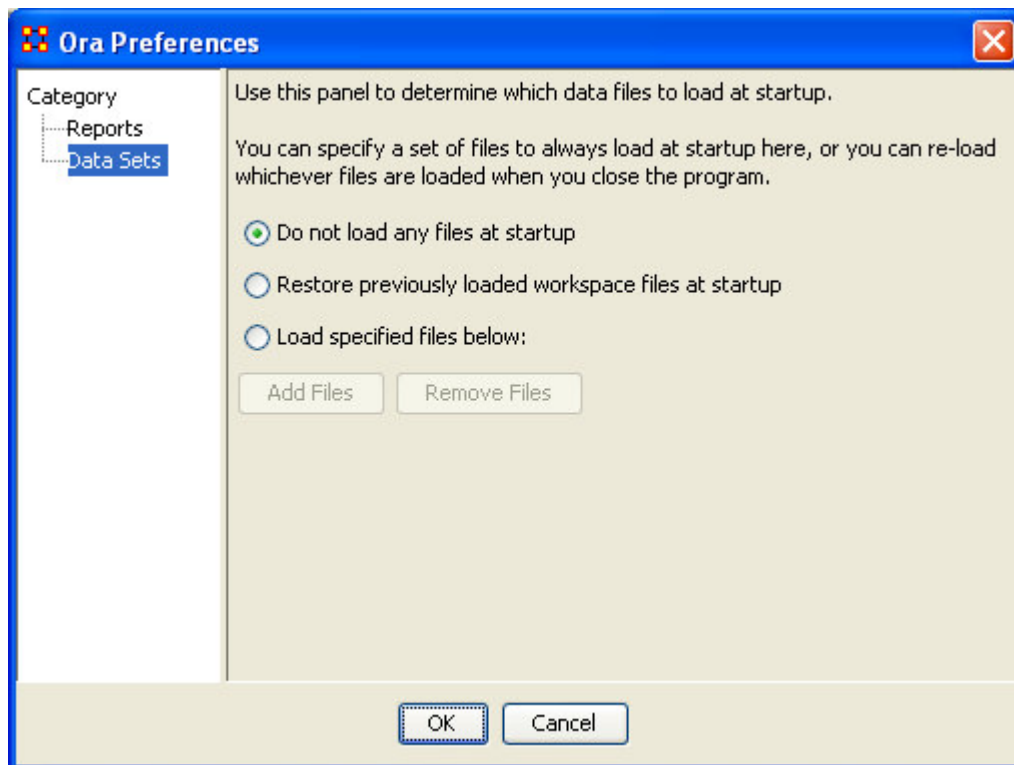 Ora Preferences
Category
Reports
Data Sets
Use this panel to determine which data files to load at startup.
You can specify a set of files to always load at startup here, or you can re-load
whichever files are loaded when you close the program.
Do not load any files at startup
Restore previously loaded workspace files at startup
Load specified files below:
Add Files Remove Files
OK Cancel